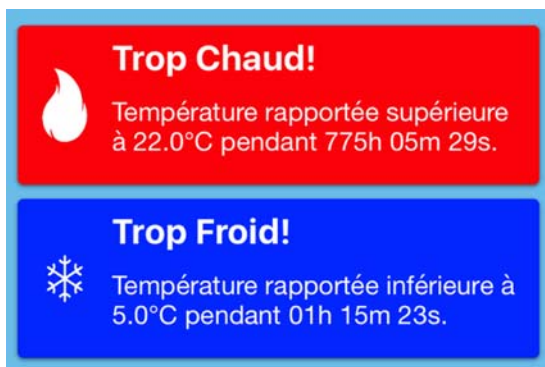 Trop Chaud!
Température rapportée supérieure
à 22.0°C pendant 775h 05m 29s.
Trop Froid!
Température rapportée inférieure à
5.0°C pendant 01h 15m 23s.